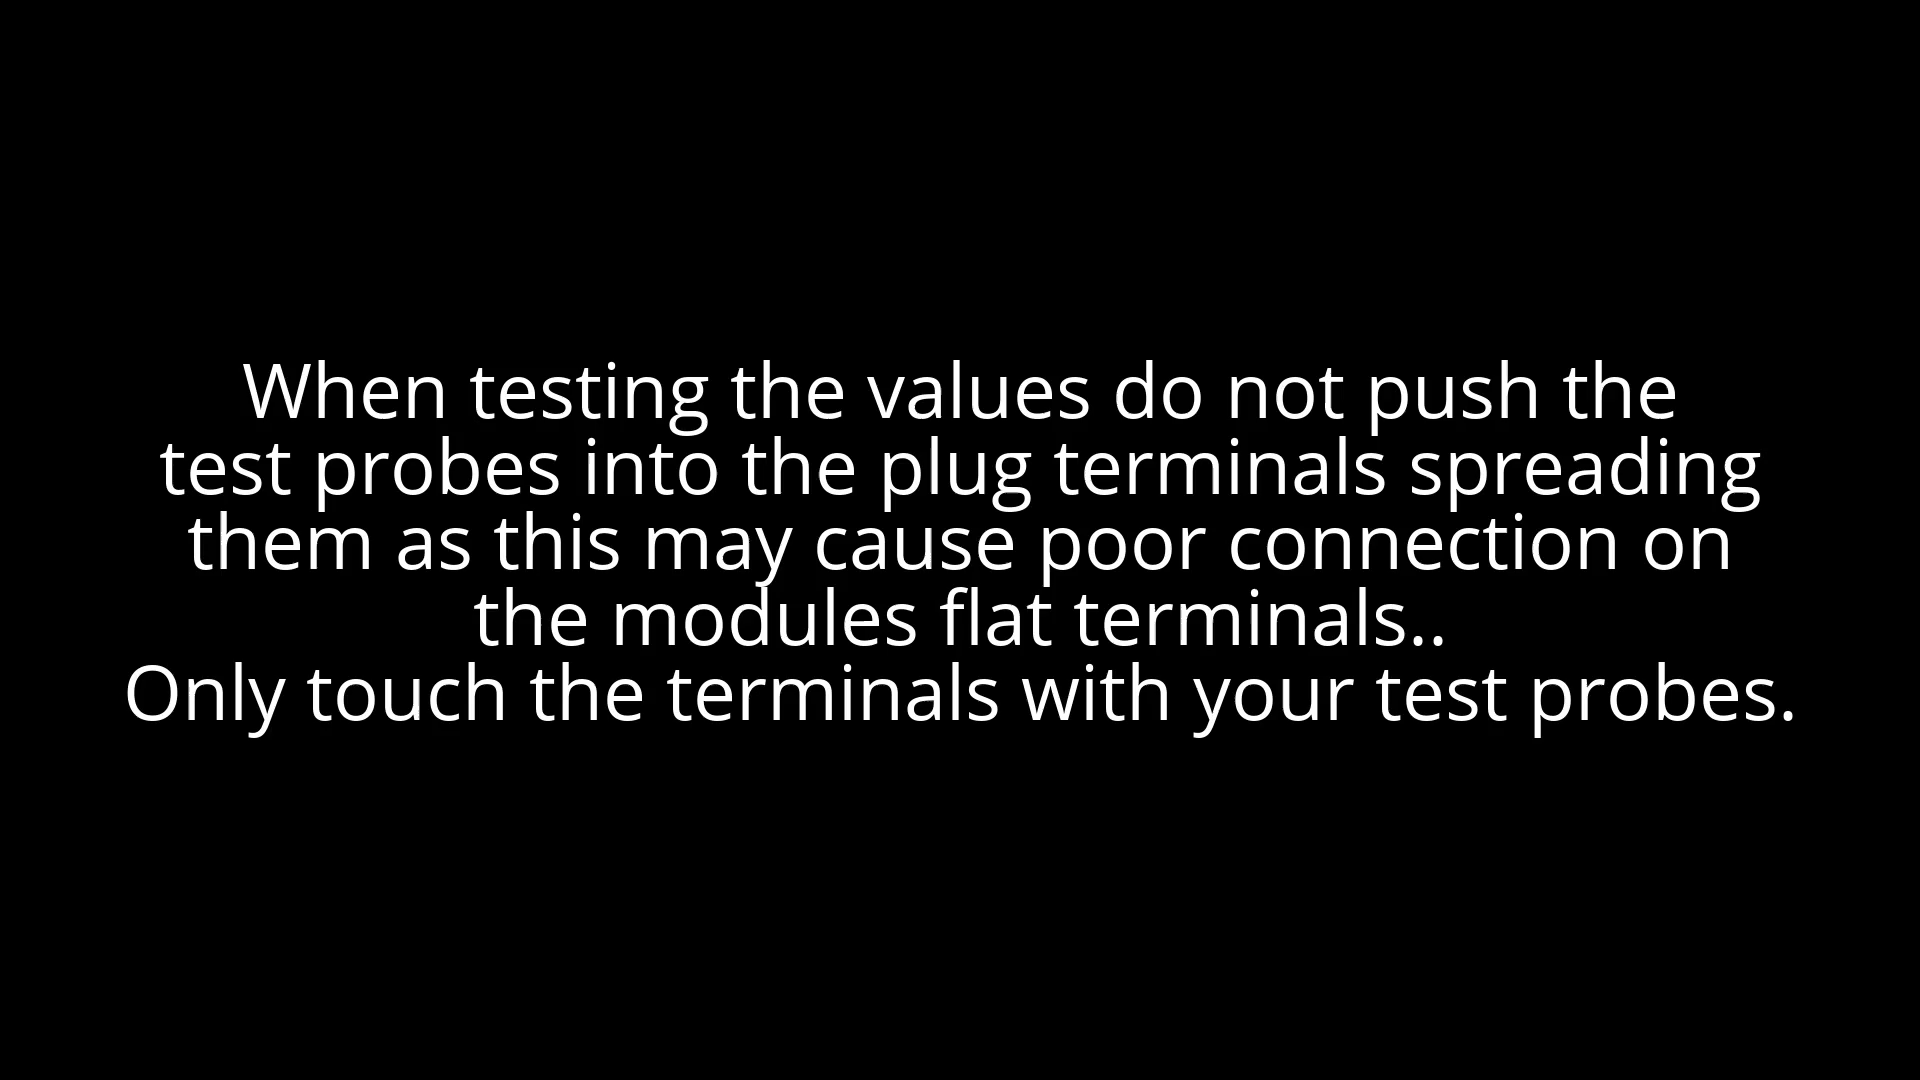 When testing the values do not push the
test probes into the plug terminals spreading
them as this may cause poor connection on
the modules flat terminals..
Only touch the terminals with your test probes.